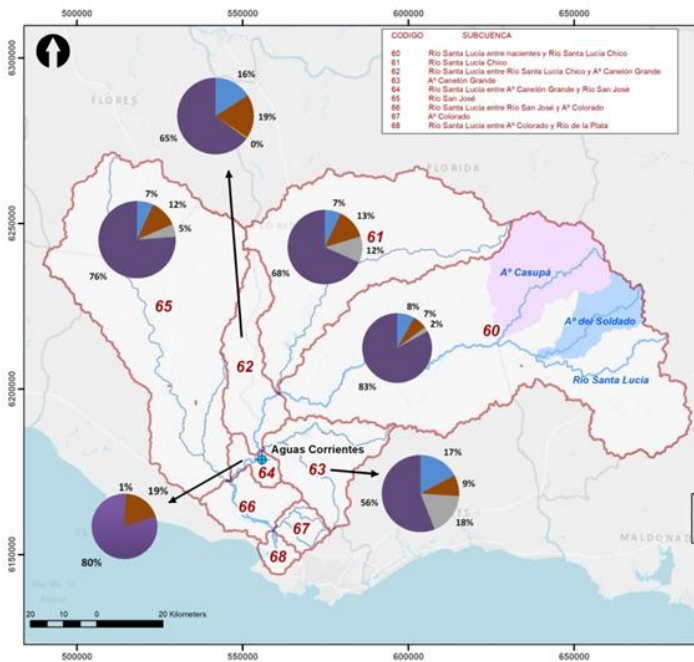 500000 550000 600000 650000
CODIGO SUBCUENCA
60 Río Santa Lucía entre nacientes y Río Santa Lucía Chico
61 Río Santa Lucía Chico
62 Río Santa Lucía entre Río Santa Lucía Chico y Aº Canelón Grande
63 Aº Canelón Grande
64 Río Santa Lucía entre Aº Canelón Grande y Río San José
65 Río San José
66 Río Santa Lucía entre Río San José y Aº Colorado
67 Aº Colorado
68 Río Santa Lucía entre Aº Colorado y Río de la Plata
6300000
FLORES
16%
19%
0%
65%
FLORIDA
6250000
7%
12%
5%
76%
65
7%
13%
12%
68%
61
Aº Casupá
Aº del Soldado
Río Santa Lucía
8%
7%
2%
83%
60
62
6200000
Aguas Corrientes
64
63
17%
9%
18%
56%
1%
19%
80%
66
67
68
MALDONAD
6150000
20 10 0 20 Kilometers
500000 550000 600000 650000